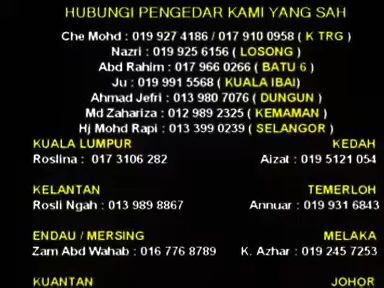 HUBUNGI PENGEDAR KAMI YANG SAH
Che Mohd : 019 927 4186 / 017 910 0958 ( K TRG )
Nazri : 019 925 6156 ( LOSONG )
Abd Rahim : 017 966 0266 ( BATU 6 )
Ju : 019 991 5568 ( KUALA IBAI)
Ahmad Jefri : 013 980 7076 ( DUNGUN )
Md Zahariza : 012 989 2325 ( KEMAMAN )
Hj Mohd Rapi : 013 399 0239 ( SELANGOR )
KUALA LUMPUR KEDAH
Roslina : 017 3106 282 Aizat : 019 5121 054
KELANTAN TEMERLOH
Rosli Ngah : 013 989 8867 Annuar : 019 931 6843
ENDAU / MERSING MELAKA
Zam Abd Wahab : 016 776 8789 K. Azhar : 019 245 7253
KUANTAN JOHOR